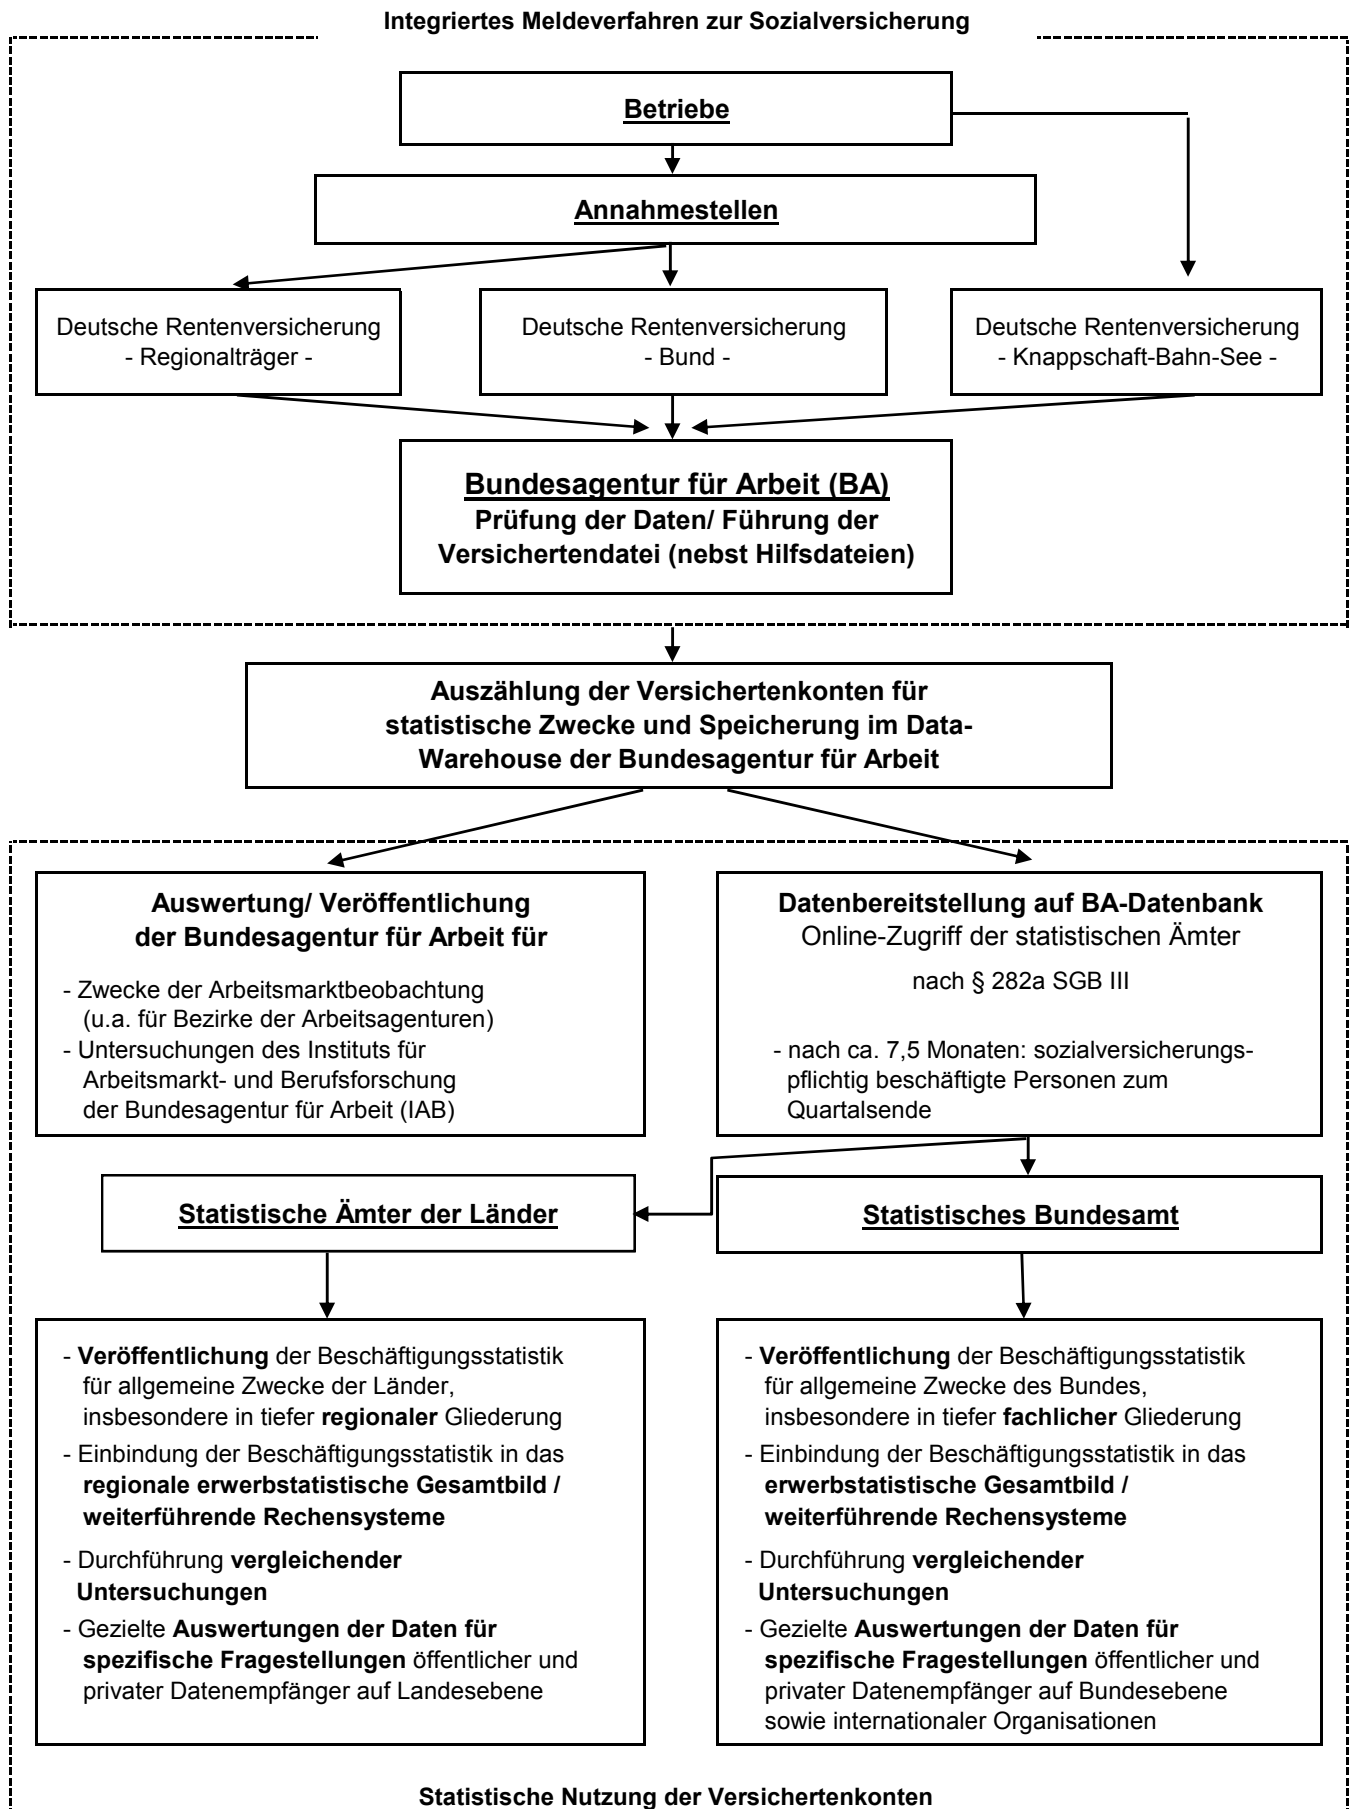 Integriertes Meldeverfahren zur Sozialversicherung
Betriebe
Annahmestellen
Deutsche Rentenversicherung
- Regionalträger -
Deutsche Rentenversicherung
- Bund -
Deutsche Rentenversicherung
- Knappschaft-Bahn-See -
Bundesagentur für Arbeit (BA)
Prüfung der Daten/ Führung der
Versichertendatei (nebst Hilfsdateien)
Auszählung der Versichertenkonten für
statistische Zwecke und Speicherung im Data-
Warehouse der Bundesagentur für Arbeit
Auswertung/ Veröffentlichung
der Bundesagentur für Arbeit für
- Zwecke der Arbeitsmarktbeobachtung
(u.a. für Bezirke der Arbeitsagenturen)
- Untersuchungen des Instituts für
Arbeitsmarkt- und Berufsforschung
der Bundesagentur für Arbeit (IAB)
Datenbereitstellung auf BA-Datenbank
Online-Zugriff der statistischen Ämter
nach § 282a SGB III
- nach ca. 7,5 Monaten: sozialversicherungs-
pflichtig beschäftigte Personen zum
Quartalsende
Statistische Ämter der Länder
Statistisches Bundesamt
- Veröffentlichung der Beschäftigungsstatistik
für allgemeine Zwecke der Länder,
insbesondere in tiefer regionaler Gliederung
- Einbindung der Beschäftigungsstatistik in das
regionale erwerbstatistische Gesamtbild /
weiterführende Rechensysteme
- Durchführung vergleichender
Untersuchungen
- Gezielte Auswertungen der Daten für
spezifische Fragestellungen öffentlicher und
privater Datenempfänger auf Landesebene
- Veröffentlichung der Beschäftigungsstatistik
für allgemeine Zwecke des Bundes,
insbesondere in tiefer fachlicher Gliederung
- Einbindung der Beschäftigungsstatistik in das
erwerbstatistische Gesamtbild /
weiterführende Rechensysteme
- Durchführung vergleichender
Untersuchungen
- Gezielte Auswertungen der Daten für
spezifische Fragestellungen öffentlicher und
privater Datenempfänger auf Bundesebene
sowie internationaler Organisationen
Statistische Nutzung der Versichertenkonten